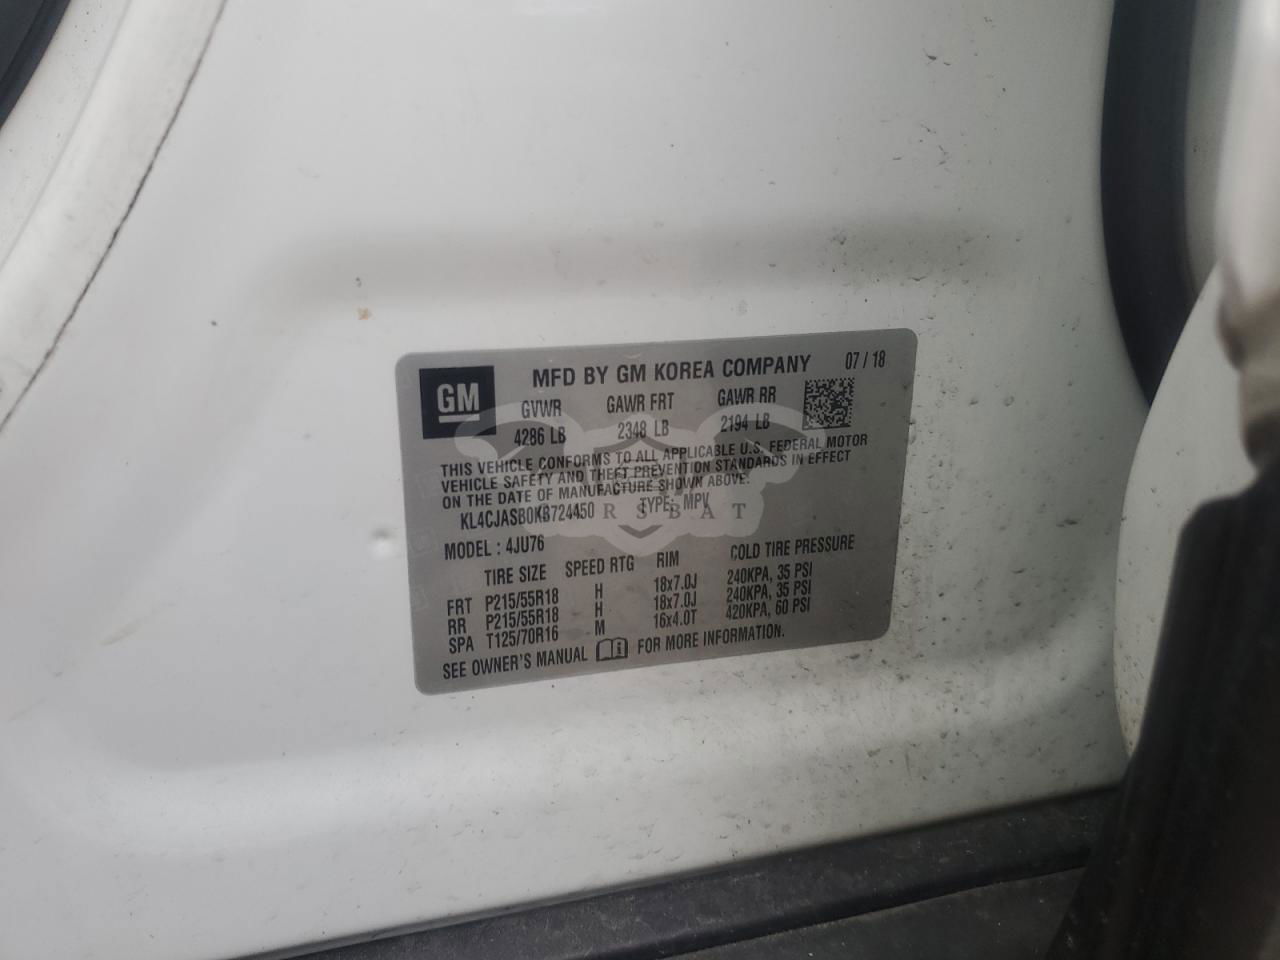 GM MFD BY GM KOREA COMPANY 07 / 18
GVWR GAWR FRT GAWR RR
4286 LB 2348 LB 2194 LB
THIS VEHICLE CONFORMS TO ALL APPLICABLE U.S. FEDERAL MOTOR
VEHICLE SAFETY AND THEFT PREVENTION STANDARDS IN EFFECT
ON THE DATE OF MANUFACTURE SHOWN ABOVE.
KL4CJASB0KB724450 TYPE: MPV
MODEL : 4JU76
TIRE SIZE SPEED RTG RIM COLD TIRE PRESSURE
FRT P215/55R18 H 18x7.0J 240KPA, 35 PSI
RR P215/55R18 H 18x7.0J 240KPA, 35 PSI
SPA T125/70R16 M 16x4.0T 420KPA, 60 PSI
SEE OWNER'S MANUAL FOR MORE INFORMATION.